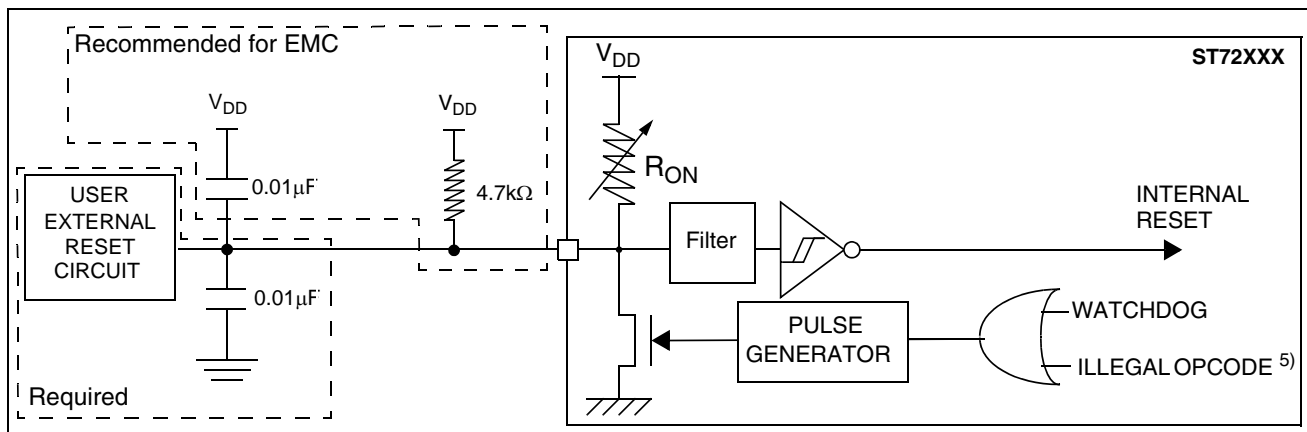 Recommended for EMC
V_DD
0.01μF
V_DD
4.7kΩ
USER
EXTERNAL
RESET
CIRCUIT
0.01μF
Required
ST72XXX
V_DD
R_ON
Filter
INTERNAL
RESET
PULSE
GENERATOR
WATCHDOG
ILLEGAL OPCODE 5)